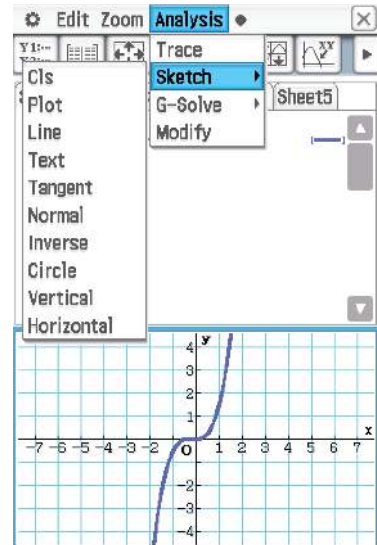 Edit Zoom Analysis
Y1:
Trace
Sketch
G-Solve
Modify
Sheet5
Cls
Plot
Line
Text
Tangent
Normal
Inverse
Circle
Vertical
Horizontal
y
4
3
2
1
x
-7 -6 -5 -4 -3 -2 0 1 2 3 4 5 6 7
-2
-3
-4